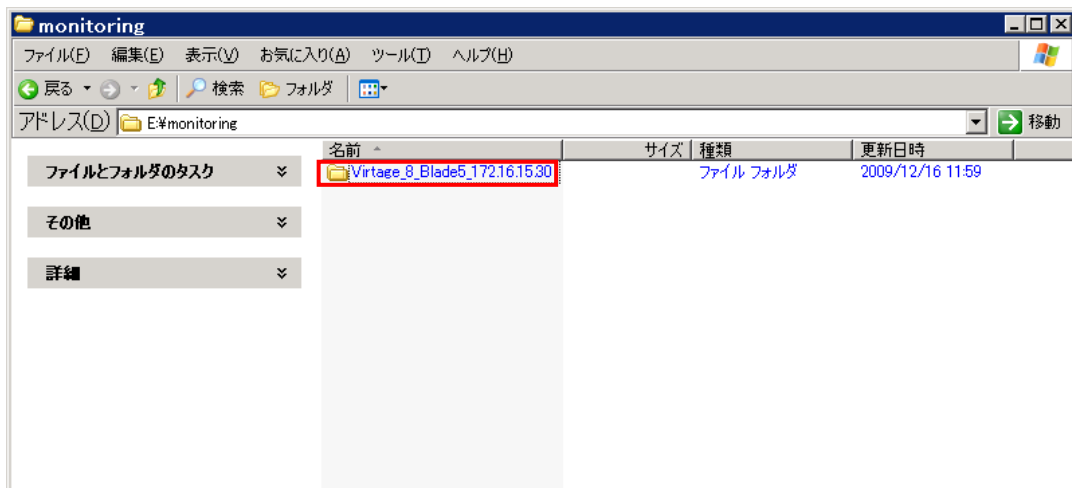 monitoring
ファイル(F) 編集(E) 表示(V) お気に入り(A) ツール(T) ヘルプ(H)
戻る 検索 フォルダ
アドレス(D) E:¥monitoring 移動
名前 サイズ 種類 更新日時
ファイルとフォルダのタスク Virtage_8_Blade5_172.16.15.30 ファイル フォルダ 2009/12/16 11:59
その他
詳細